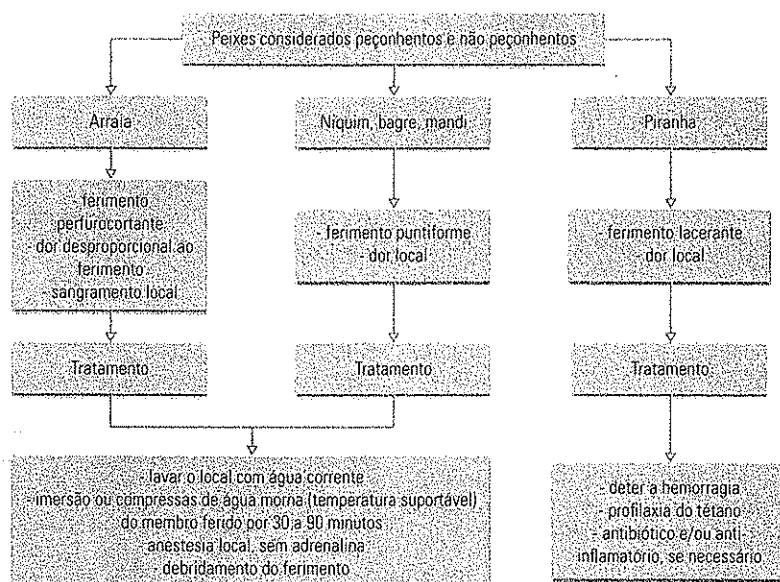 Peixes considerados peçonhentos e não peçonhentos
Arraia
Niquim, bagre, mandi
Piranha
- ferimento
perfurocortante
- dor desproporcional ao
ferimento
- sangramento local
- ferimento puntiforme
- dor local
- ferimento lacerante
- dor local
Tratamento
Tratamento
Tratamento
- lavar o local com água corrente
- imersão ou compressas de água morna (temperatura suportável)
do membro ferido por 30 a 90 minutos
- anestesia local, sem adrenalina
- debridamento do ferimento
- deter a hemorragia
- profilaxia do tétano
- antibiótico e/ou anti-
inflamatório, se necessário